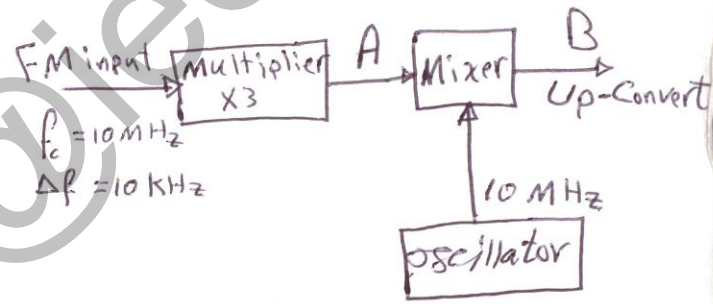 FM input
Multiplier
X3
A
Mixer
B
Up-Convert
fc = 10 MHz
Δf = 10 KHz
10 MHz
oscillator